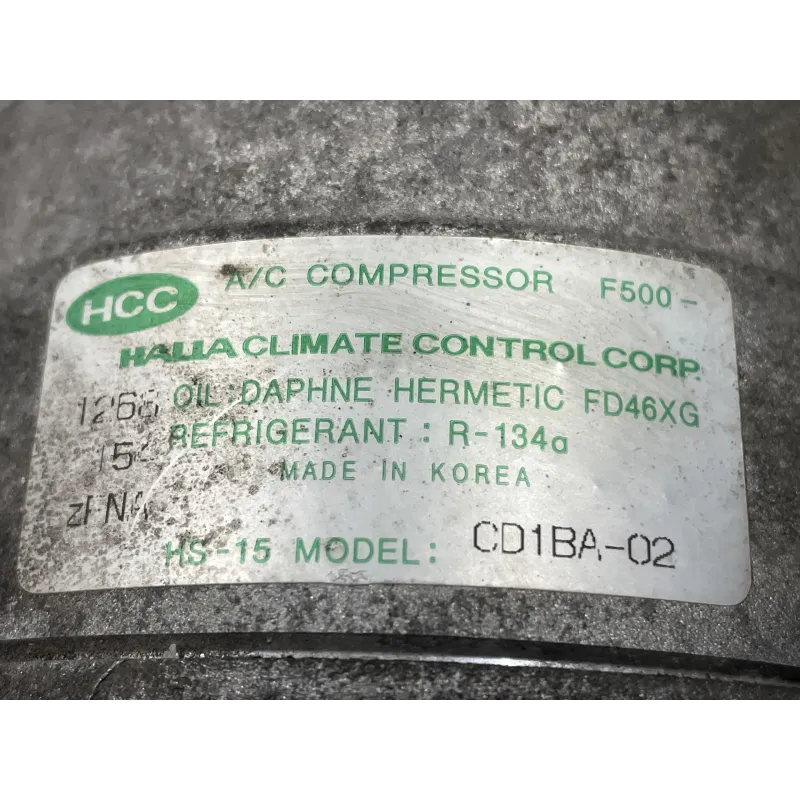 HCC A/C COMPRESSOR F500-
HALLA CLIMATE CONTROL CORP.
OIL: DAPHNE HERMETIC FD46XG
REFRIGERANT: R-134a
MADE IN KOREA
HS-15 MODEL: CD1BA-02